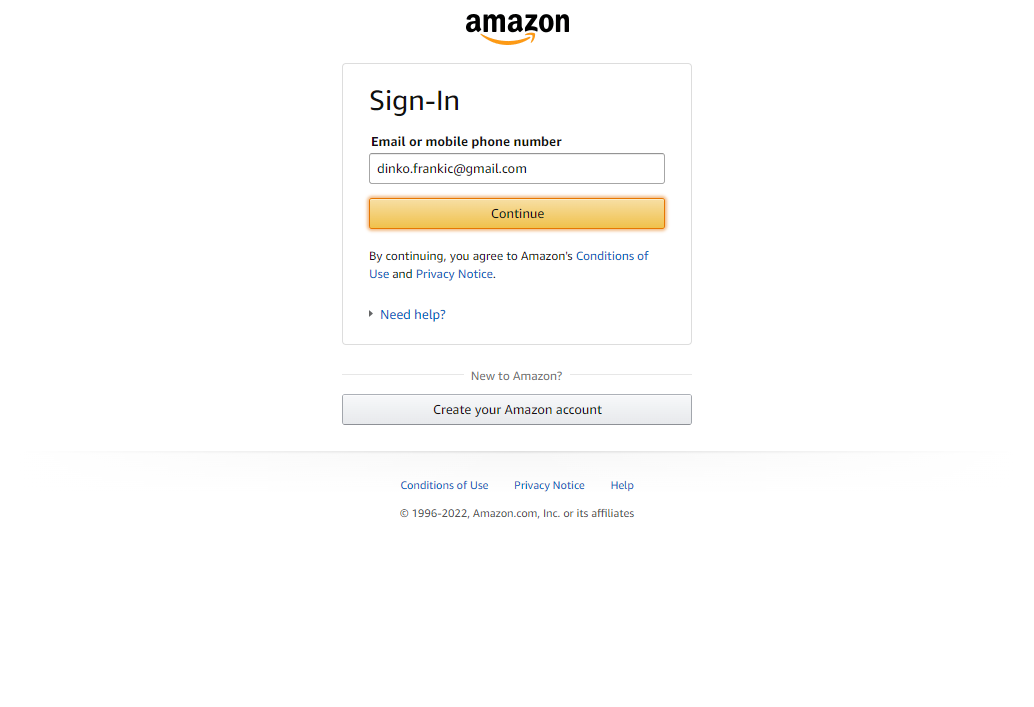 amazon
Sign-In
Email or mobile phone number
dinko.frankic@gmail.com
Continue
By continuing, you agree to Amazon's Conditions of
Use and Privacy Notice.
Need help?
New to Amazon?
Create your Amazon account
Conditions of Use Privacy Notice Help
© 1996-2022, Amazon.com, Inc. or its affiliates